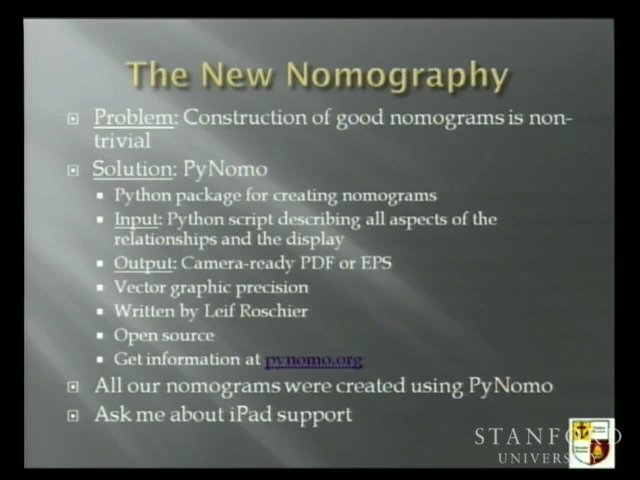 The New Nomography
Problem: Construction of good nomograms is non-
trivial
Solution: PyNomo
Python package for creating nomograms
Input: Python script describing all aspects of the
relationships and the display
Output: Camera-ready PDF or EPS
Vector graphic precision
Written by Leif Roschier
Open source
Get information at pynomo.org
All our nomograms were created using PyNomo
Ask me about iPad support
STANFORD
UNIVERSITY